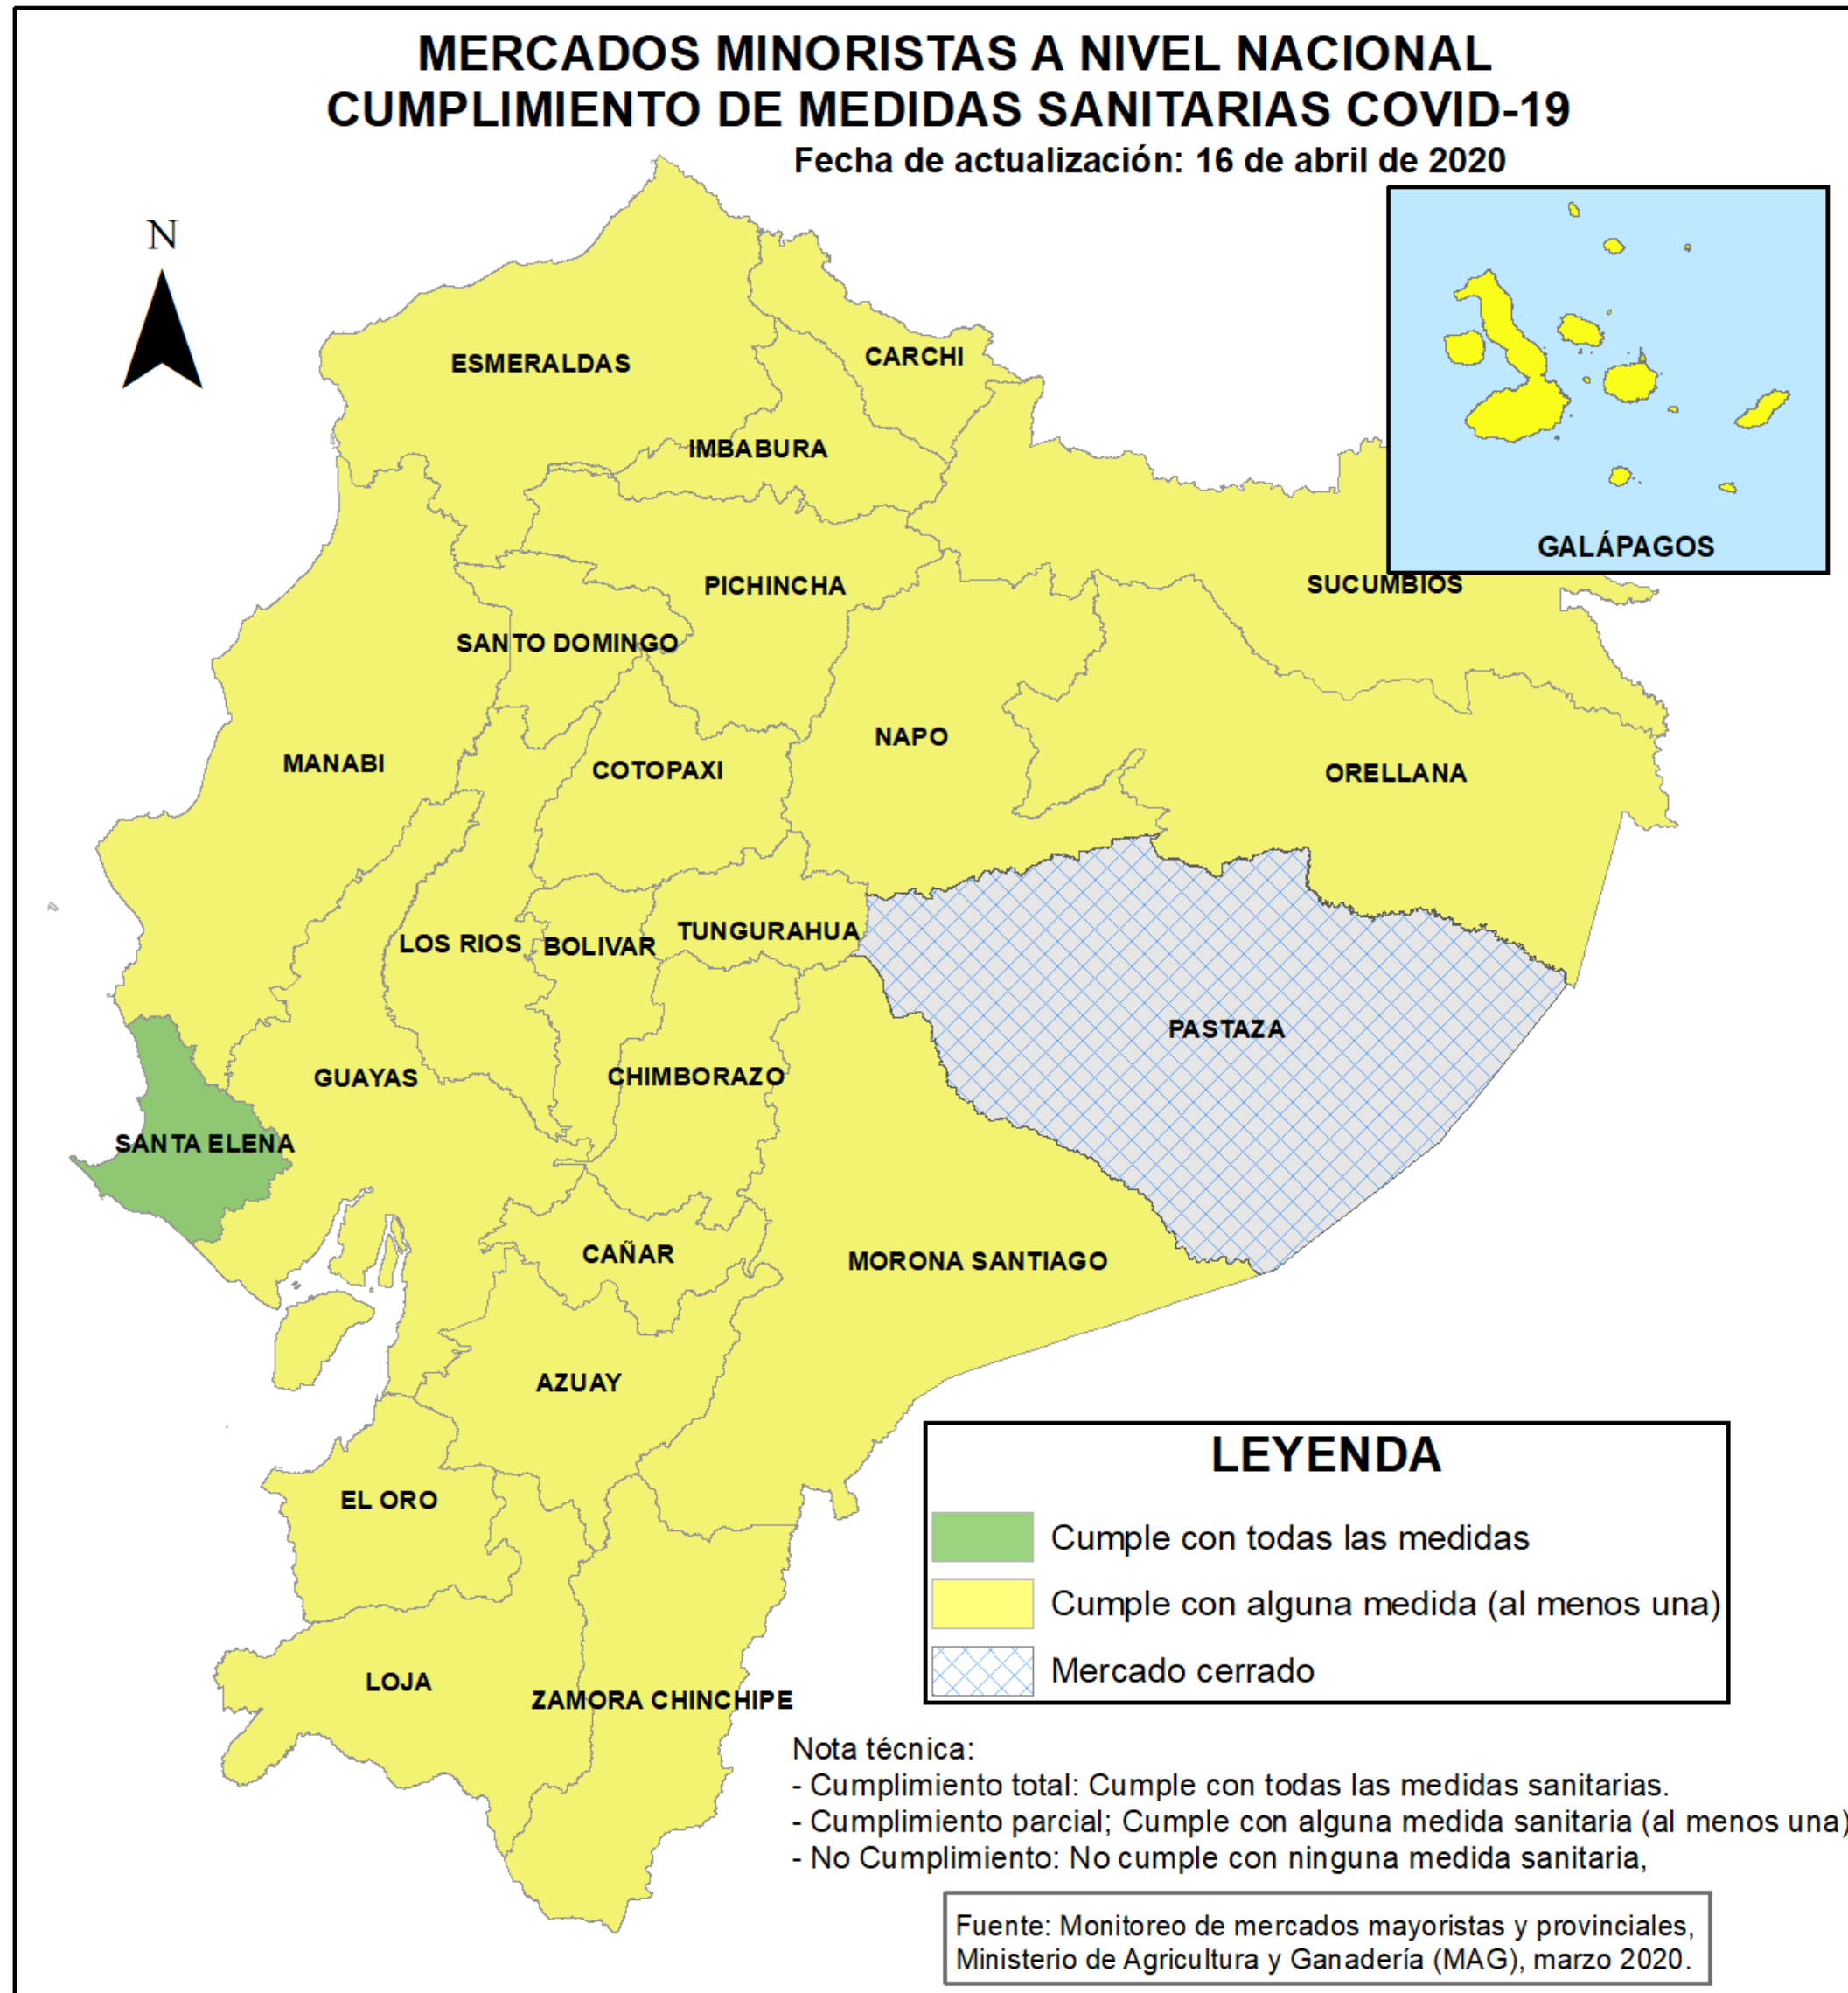 MERCADOS MINORISTAS A NIVEL NACIONAL
CUMPLIMIENTO DE MEDIDAS SANITARIAS COVID-19
Fecha de actualización: 16 de abril de 2020
N
ESMERALDAS
CARCHI
IMBABURA
GALÁPAGOS
SUCUMBIOS
PICHINCHA
SANTO DOMINGO
NAPO
MANABI
COTOPAXI
ORELLANA
TUNGURAHUA
LOS RIOS
BOLIVAR
PASTAZA
GUAYAS
CHIMBORAZO
SANTA ELENA
CAÑAR
MORONA SANTIAGO
AZUAY
EL ORO
LOJA
ZAMORA CHINCHIPE
LEYENDA
Cumple con todas las medidas
Cumple con alguna medida (al menos una)
Mercado cerrado
Nota técnica:
- Cumplimiento total: Cumple con todas las medidas sanitarias.
- Cumplimiento parcial; Cumple con alguna medida sanitaria (al menos una)
- No Cumplimiento: No cumple con ninguna medida sanitaria,
Fuente: Monitoreo de mercados mayoristas y provinciales,
Ministerio de Agricultura y Ganadería (MAG), marzo 2020.